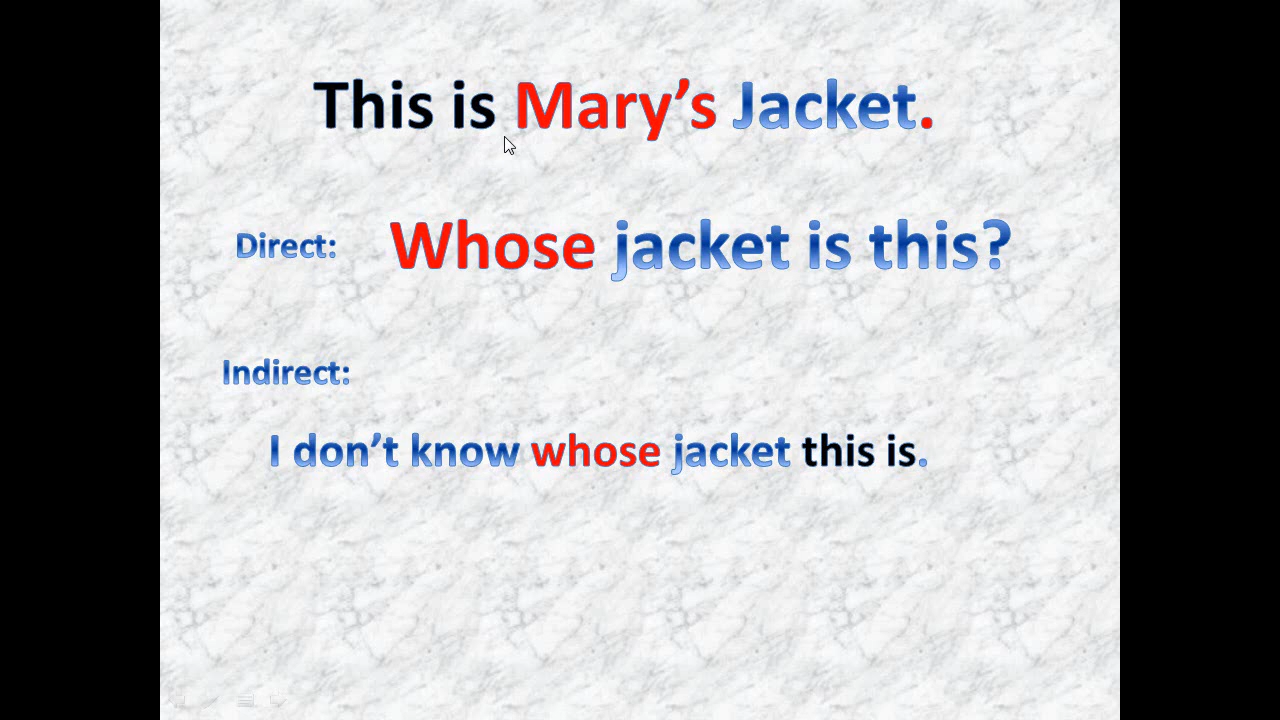 This is Mary’s Jacket.
Direct: Whose jacket is this?
Indirect:
I don’t know whose jacket this is.